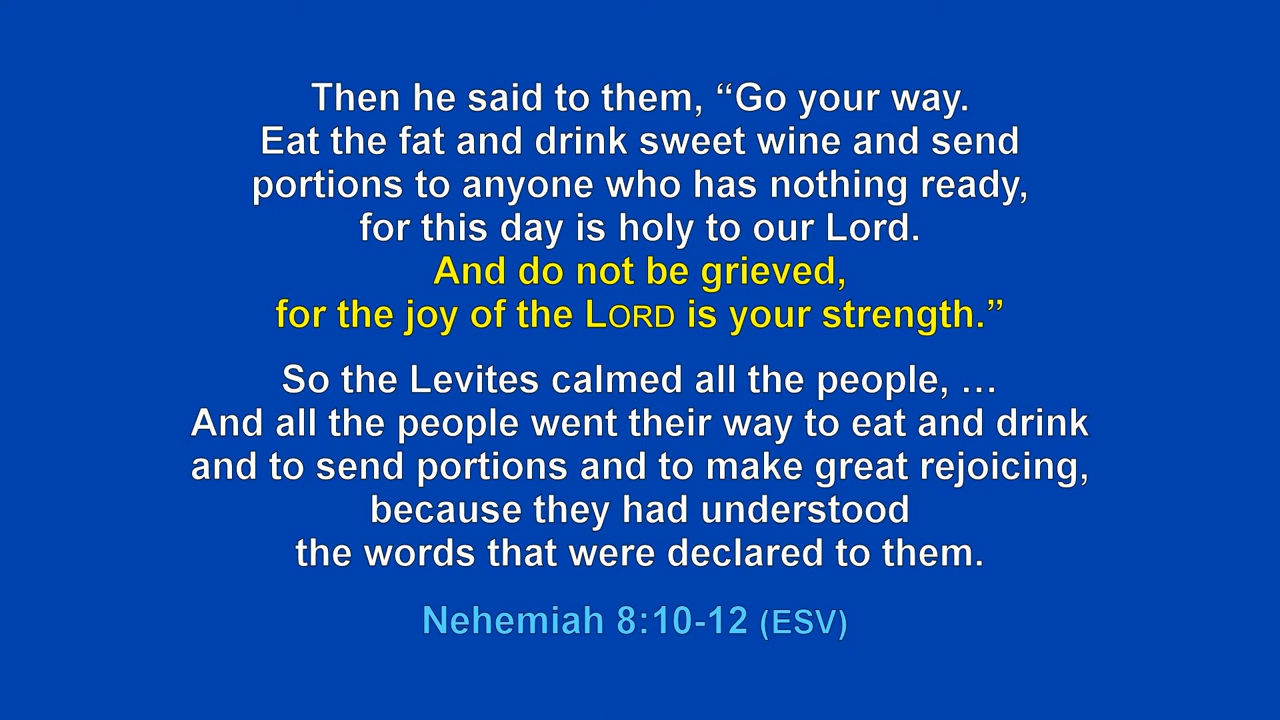 Then he said to them, “Go your way.
Eat the fat and drink sweet wine and send
portions to anyone who has nothing ready,
for this day is holy to our Lord.
And do not be grieved,
for the joy of the LORD is your strength.”
So the Levites calmed all the people, …
And all the people went their way to eat and drink
and to send portions and to make great rejoicing,
because they had understood
the words that were declared to them.
Nehemiah 8:10-12 (ESV)